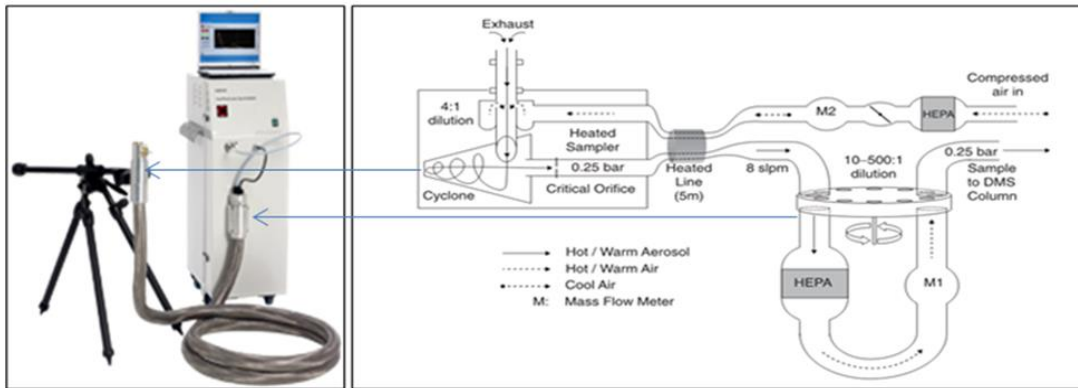 Exhaust
4:1
dilution
Heated
Sampler
Cyclone
0.25 bar
Critical Orifice
Heated
Line
(5m)
M2
HEPA
Compressed
air in
8 slpm
10–500:1
dilution
0.25 bar
Sample
to DMS
Column
HEPA
M1
Hot / Warm Aerosol
Hot / Warm Air
Cool Air
M: Mass Flow Meter